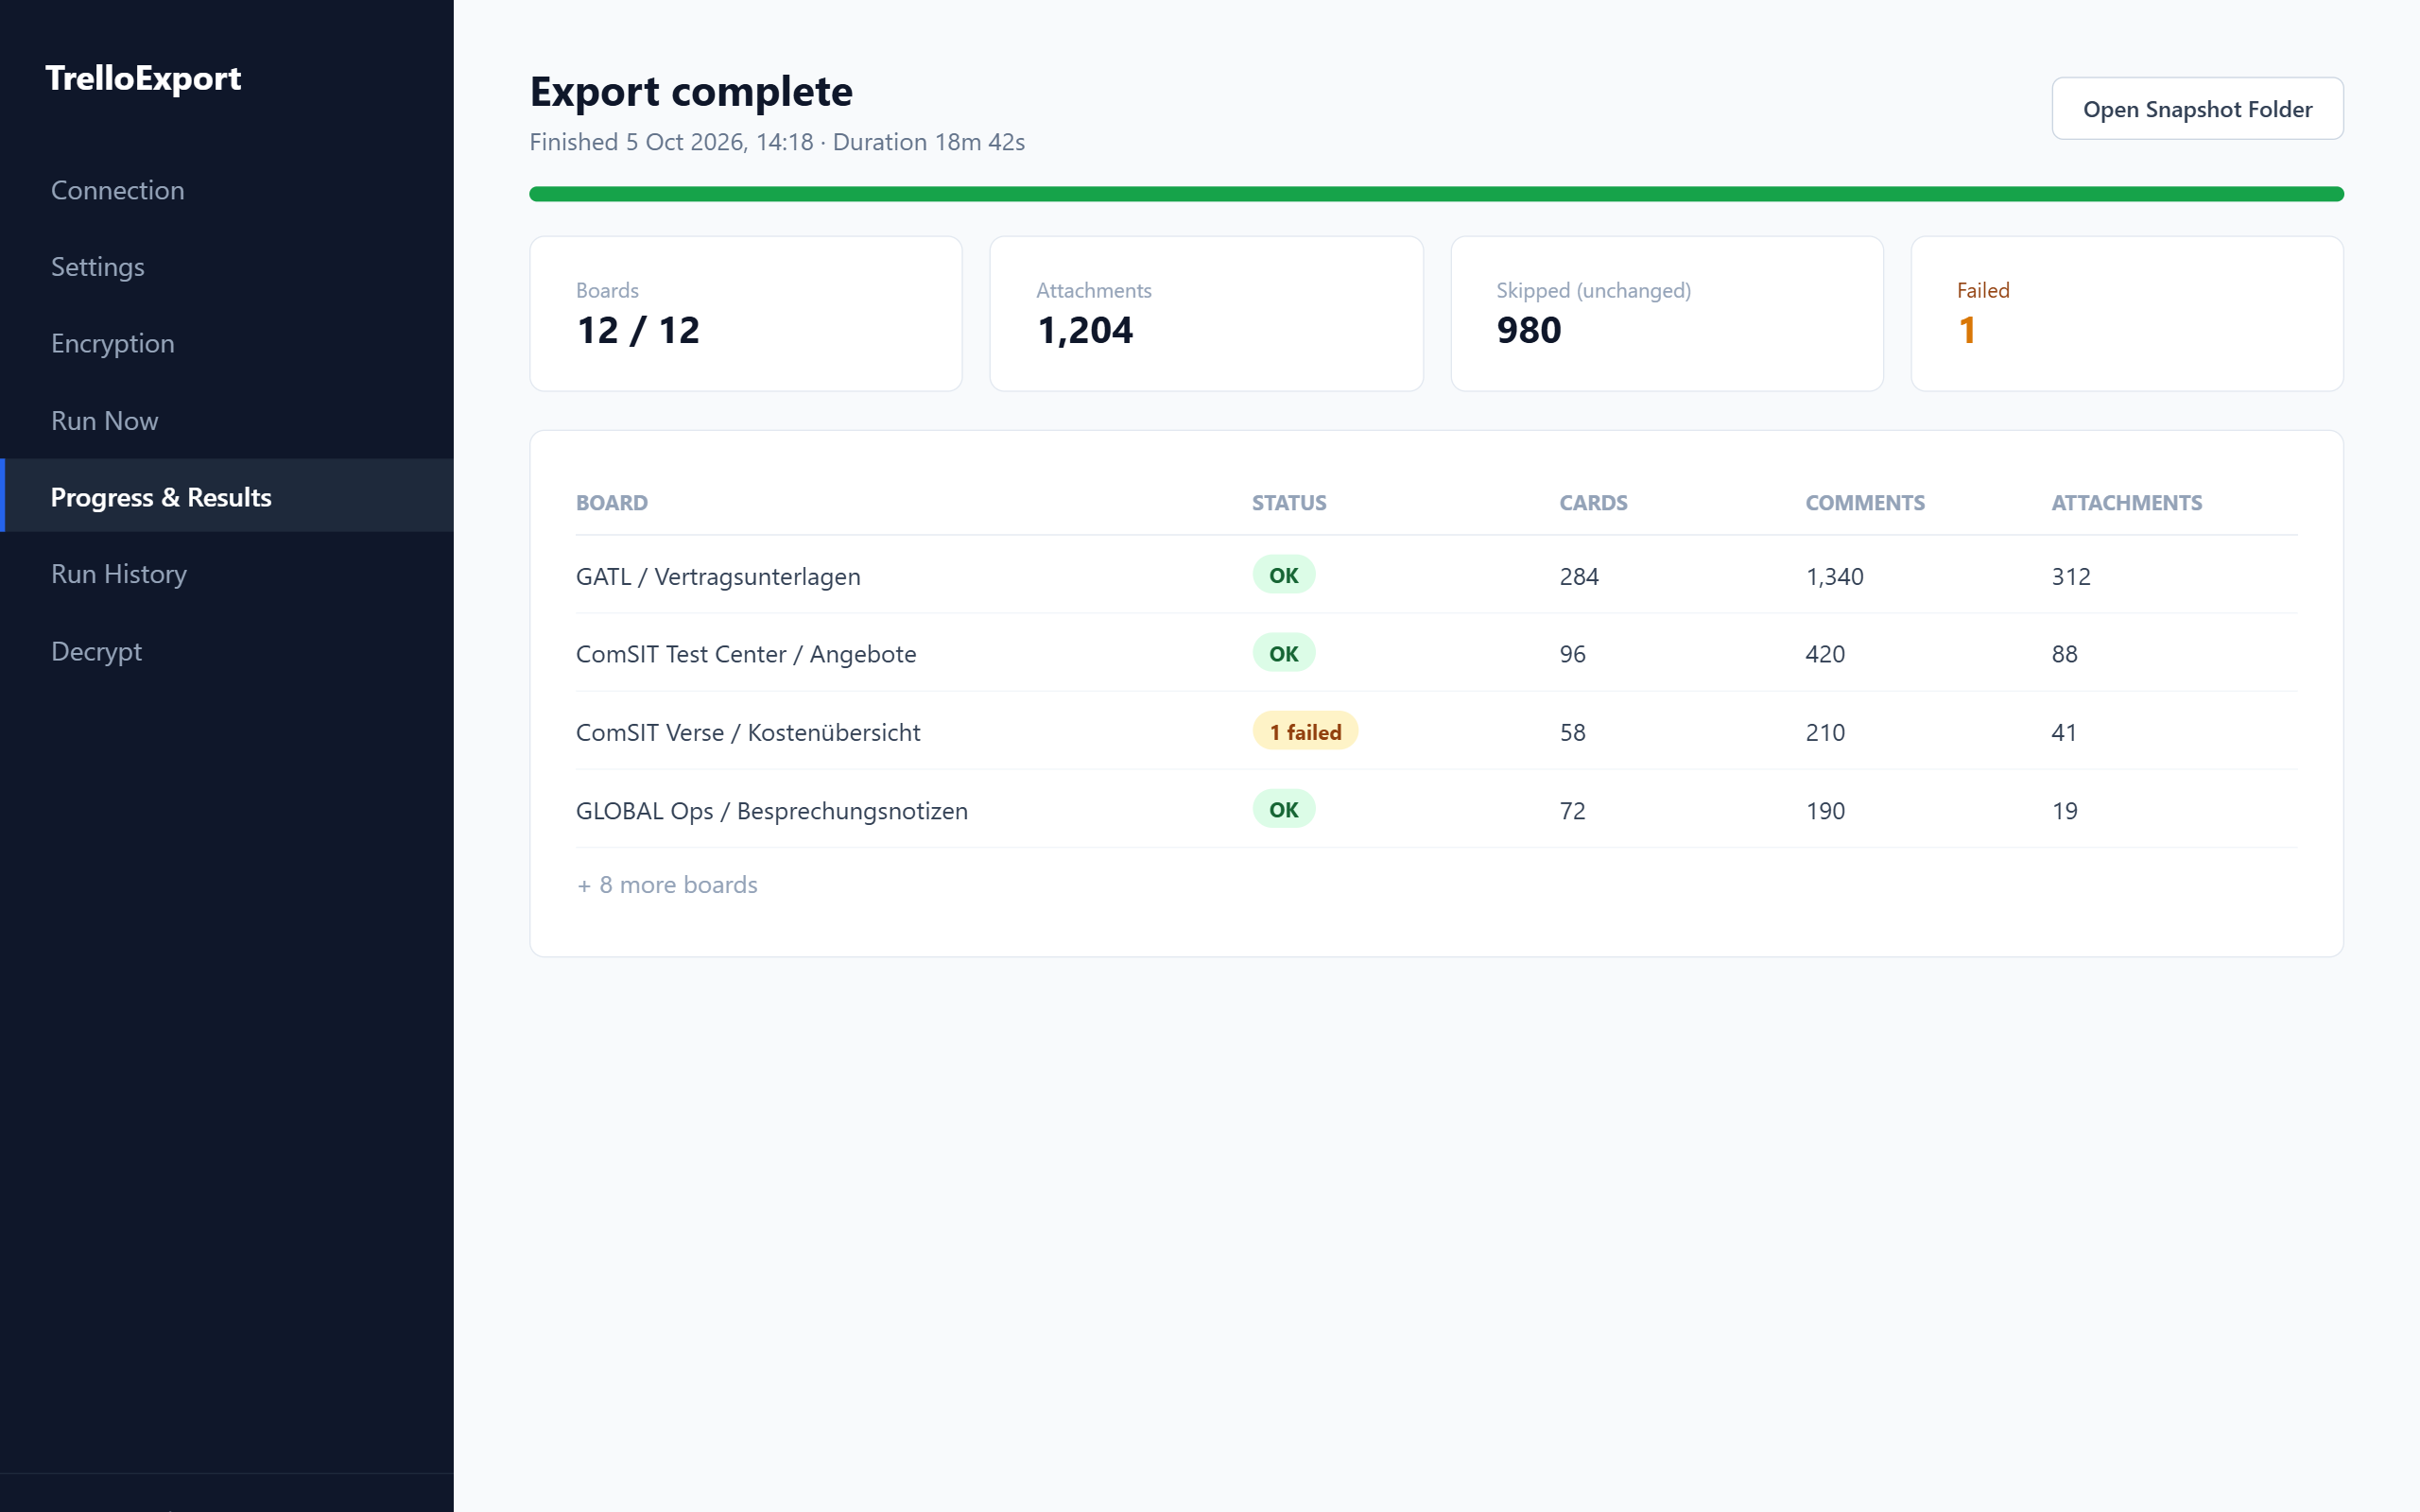 TrelloExport
Connection
Settings
Encryption
Run Now
Progress & Results
Run History
Decrypt
Export complete
Finished 5 Oct 2026, 14:18 · Duration 18m 42s
Open Snapshot Folder
Boards
12 / 12
Attachments
1,204
Skipped (unchanged)
980
Failed
1
BOARD STATUS CARDS COMMENTS ATTACHMENTS
GATL / Vertragsunterlagen OK 284 1,340 312
ComSIT Test Center / Angebote OK 96 420 88
ComSIT Verse / Kostenübersicht 1 failed 58 210 41
GLOBAL Ops / Besprechungsnotizen OK 72 190 19
+ 8 more boards